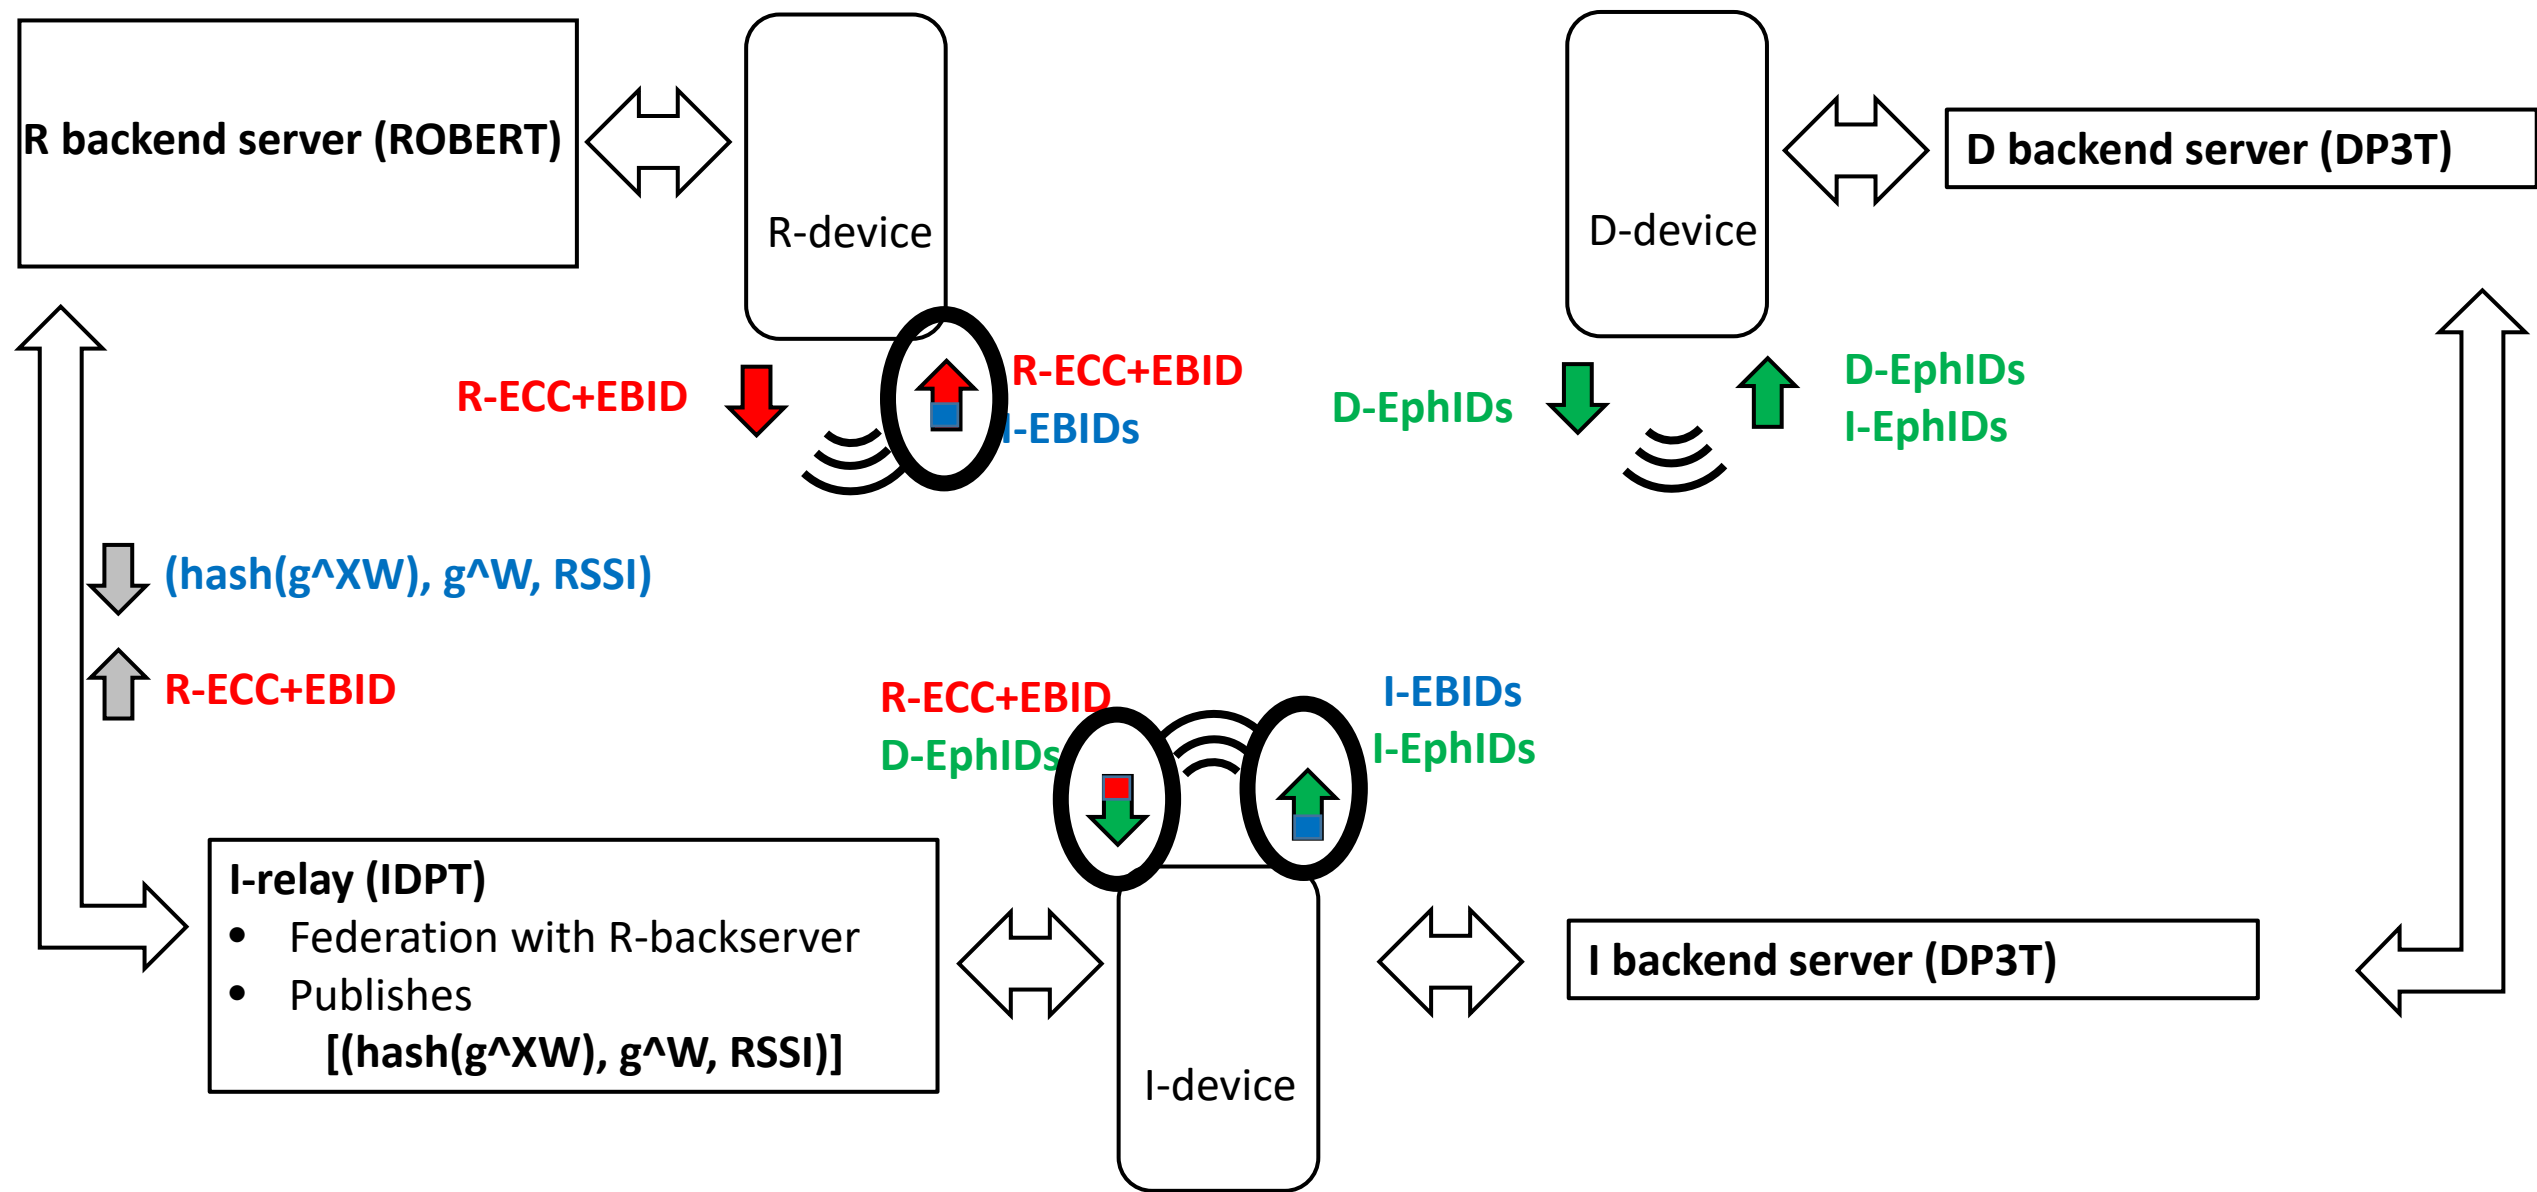 R backend server (ROBERT)
R-device
D-device
D backend server (DP3T)
R-ECC+EBID
R-ECC+EBID
I-EBIDs
D-EphIDs
D-EphIDs
I-EphIDs
(hash(g^XW), g^W, RSSI)
R-ECC+EBID
R-ECC+EBID
D-EphIDs
I-EBIDs
I-EphIDs
I-relay (IDPT)
• Federation with R-backserver
• Publishes
[(hash(g^XW), g^W, RSSI)]
I-device
I backend server (DP3T)